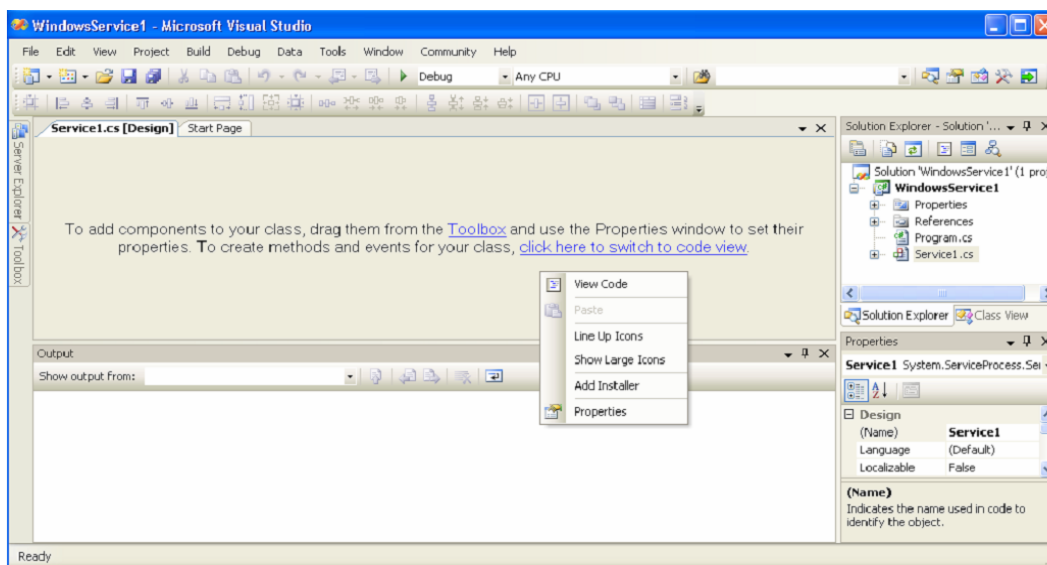 WindowsService1 - Microsoft Visual Studio
File Edit View Project Build Debug Data Tools Window Community Help
Debug Any CPU
Service1.cs [Design] Start Page
Server Explorer
Toolbox
To add components to your class, drag them from the Toolbox and use the Properties window to set their
properties. To create methods and events for your class, click here to switch to code view.
View Code
Paste
Line Up Icons
Show Large Icons
Add Installer
Properties
Output
Show output from:
Solution Explorer - Solution '...
Solution 'WindowsService1' (1 pro
WindowsService1
Properties
References
Program.cs
Service1.cs
Solution Explorer Class View
Properties
Service1 System.ServiceProcess.Ser
Design
(Name) Service1
Language (Default)
Localizable False
(Name)
Indicates the name used in code to
identify the object.
Ready